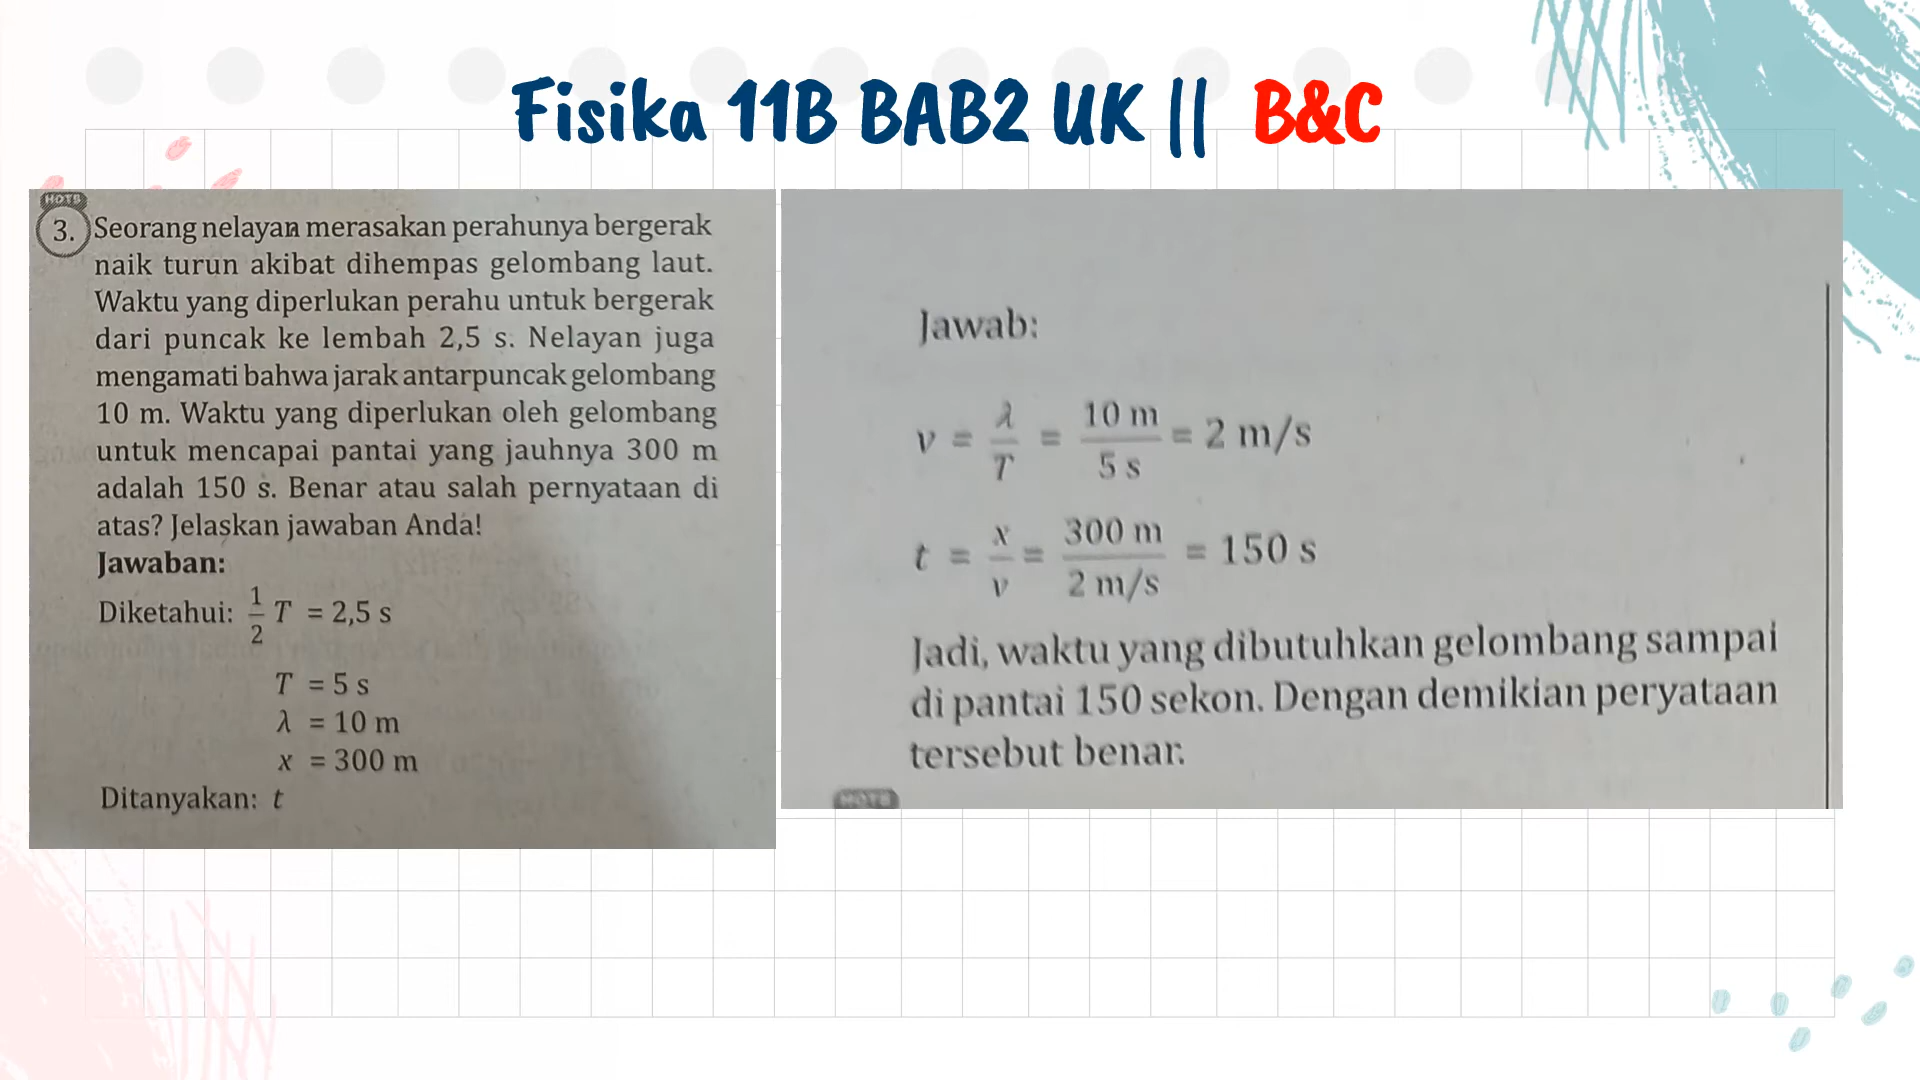 Fisika 11B BAB2 UK || B&C
HOTS
3. Seorang nelayan merasakan perahunya bergerak
naik turun akibat dihempas gelombang laut.
Waktu yang diperlukan perahu untuk bergerak
dari puncak ke lembah 2,5 s. Nelayan juga
mengamati bahwa jarak antarpuncak gelombang
10 m. Waktu yang diperlukan oleh gelombang
untuk mencapai pantai yang jauhnya 300 m
adalah 150 s. Benar atau salah pernyataan di
atas? Jelaskan jawaban Anda!
Jawaban:
Diketahui: 1/2 T = 2,5 s
T = 5 s
λ = 10 m
x = 300 m
Ditanyakan: t
Jawab:
v = λ/T = 10 m/5 s = 2 m/s
t = x/v = 300 m/2 m/s = 150 s
Jadi, waktu yang dibutuhkan gelombang sampai
di pantai 150 sekon. Dengan demikian peryataan
tersebut benar.
HOTS